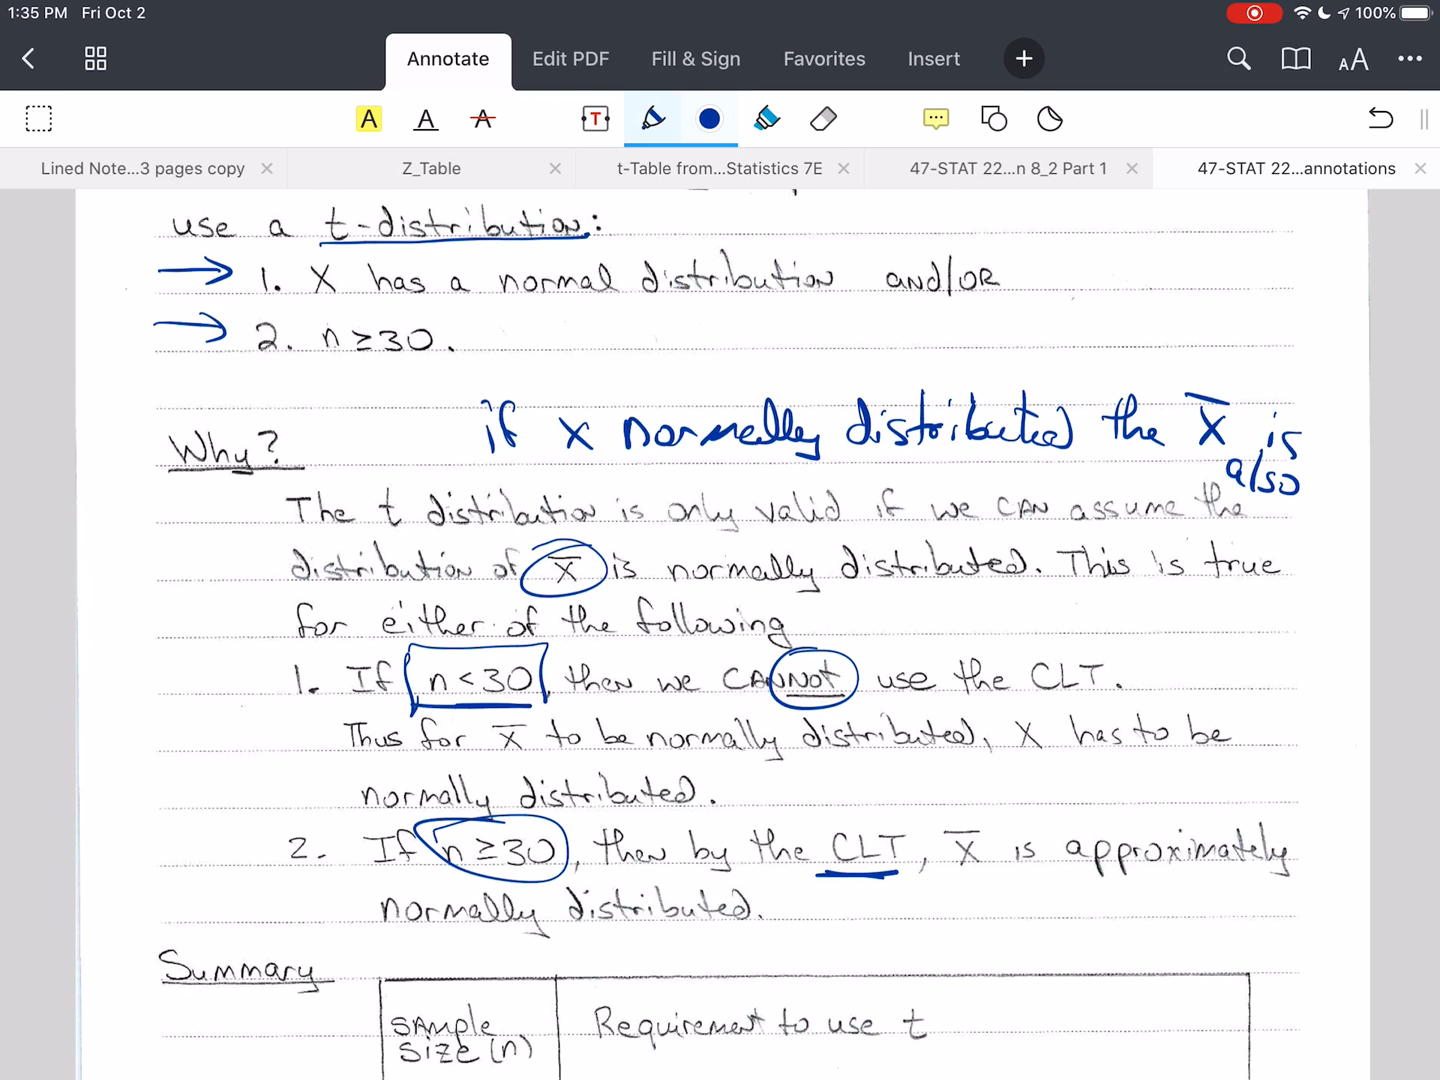 1:35 PM Fri Oct 2
100%
Annotate Edit PDF Fill & Sign Favorites Insert
Lined Note...3 pages copy
Z_Table
t-Table from...Statistics 7E
47-STAT 22...n 8_2 Part 1
47-STAT 22...annotations
use a t-distribution:
1. X has a normal distribution and/or
2. n ≥ 30.
if x normally distributed the x̄ is
also
Why?
The t distribution is only valid if we can assume the
distribution of x̄ is normally distributed. This is true
for either of the following
1. If n < 30, then we cannot use the CLT.
Thus for x̄ to be normally distributed, X has to be
normally distributed.
2. If n ≥ 30, then by the CLT, x̄ is approximately
normally distributed.
Summary
Sample Requirement to use t
size (n)